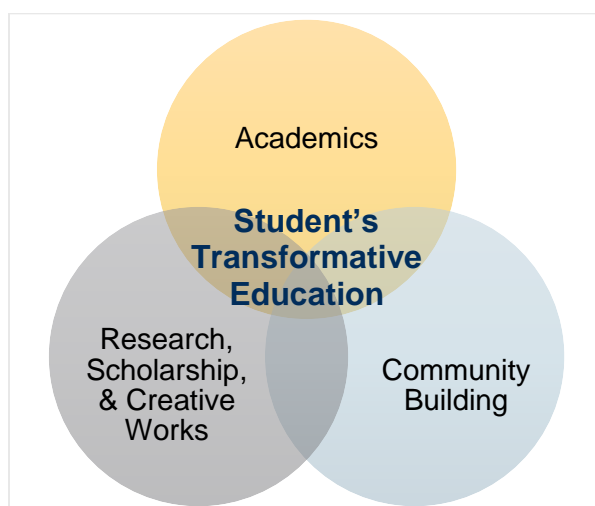 Academics
Student’s
Transformative
Education
Research,
Scholarship,
& Creative
Works
Community
Building